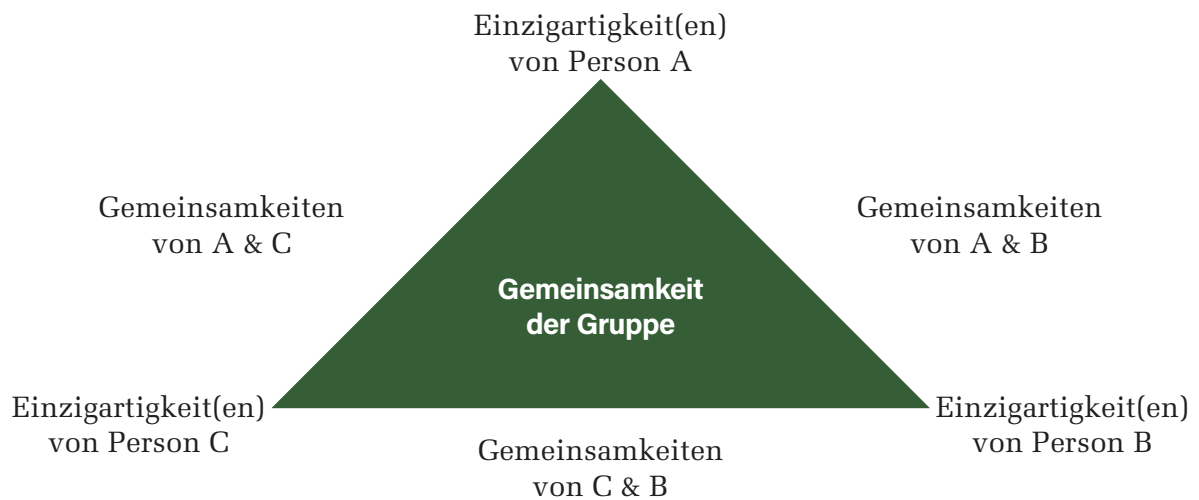 Einzigartigkeit(en)
von Person A
Gemeinsamkeiten
von A & C
Gemeinsamkeiten
von A & B
Gemeinsamkeit
der Gruppe
Einzigartigkeit(en)
von Person C
Einzigartigkeit(en)
von Person B
Gemeinsamkeiten
von C & B